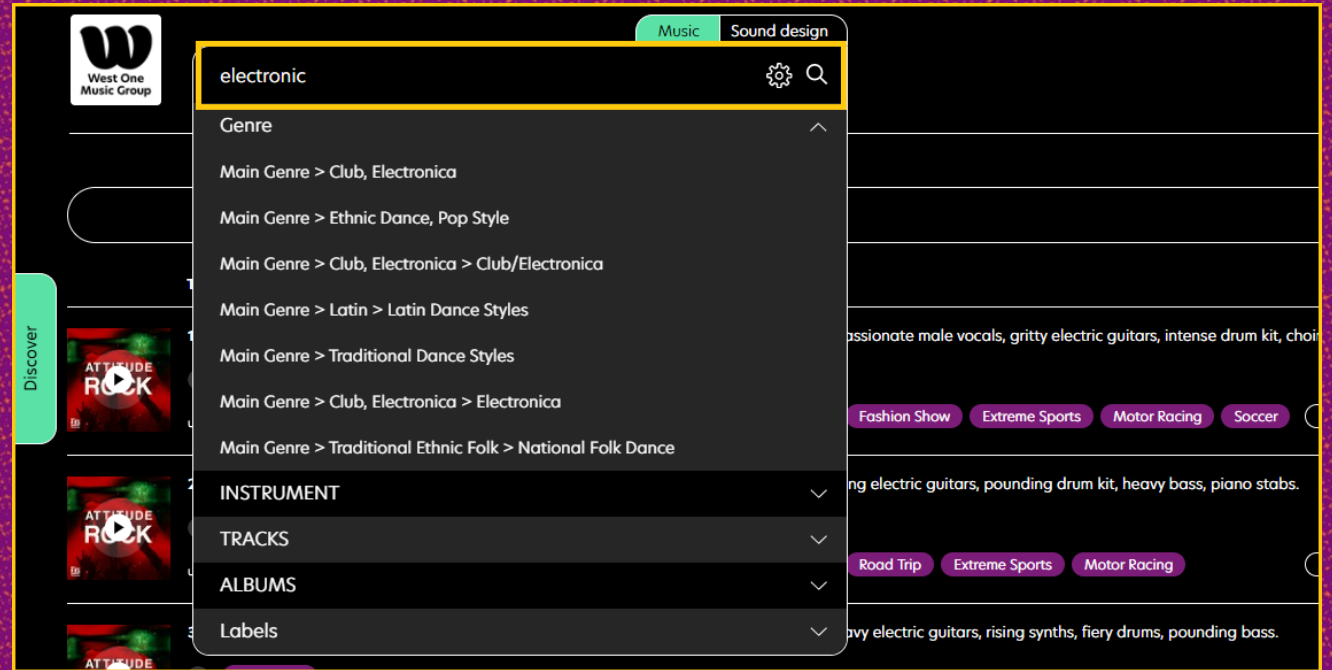 Music Sound design
West One
Music Group
electronic
Genre
Main Genre > Club, Electronica
Main Genre > Ethnic Dance, Pop Style
Main Genre > Club, Electronica > Club/Electronica
Main Genre > Latin > Latin Dance Styles
Main Genre > Traditional Dance Styles
Main Genre > Club, Electronica > Electronica
Main Genre > Traditional Ethnic Folk > National Folk Dance
INSTRUMENT
TRACKS
ALBUMS
Labels
Discover
ATTITUDE
ROCK
male vocals, gritty electric guitars, intense drum kit,
Fashion Show Extreme Sports Motor Racing Soccer
ATTITUDE
ROCK
electric guitars, pounding drum kit, heavy bass, piano stabs.
Road Trip Extreme Sports Motor Racing
ATTITUDE
electric guitars, rising synths, fiery drums, pounding bass.